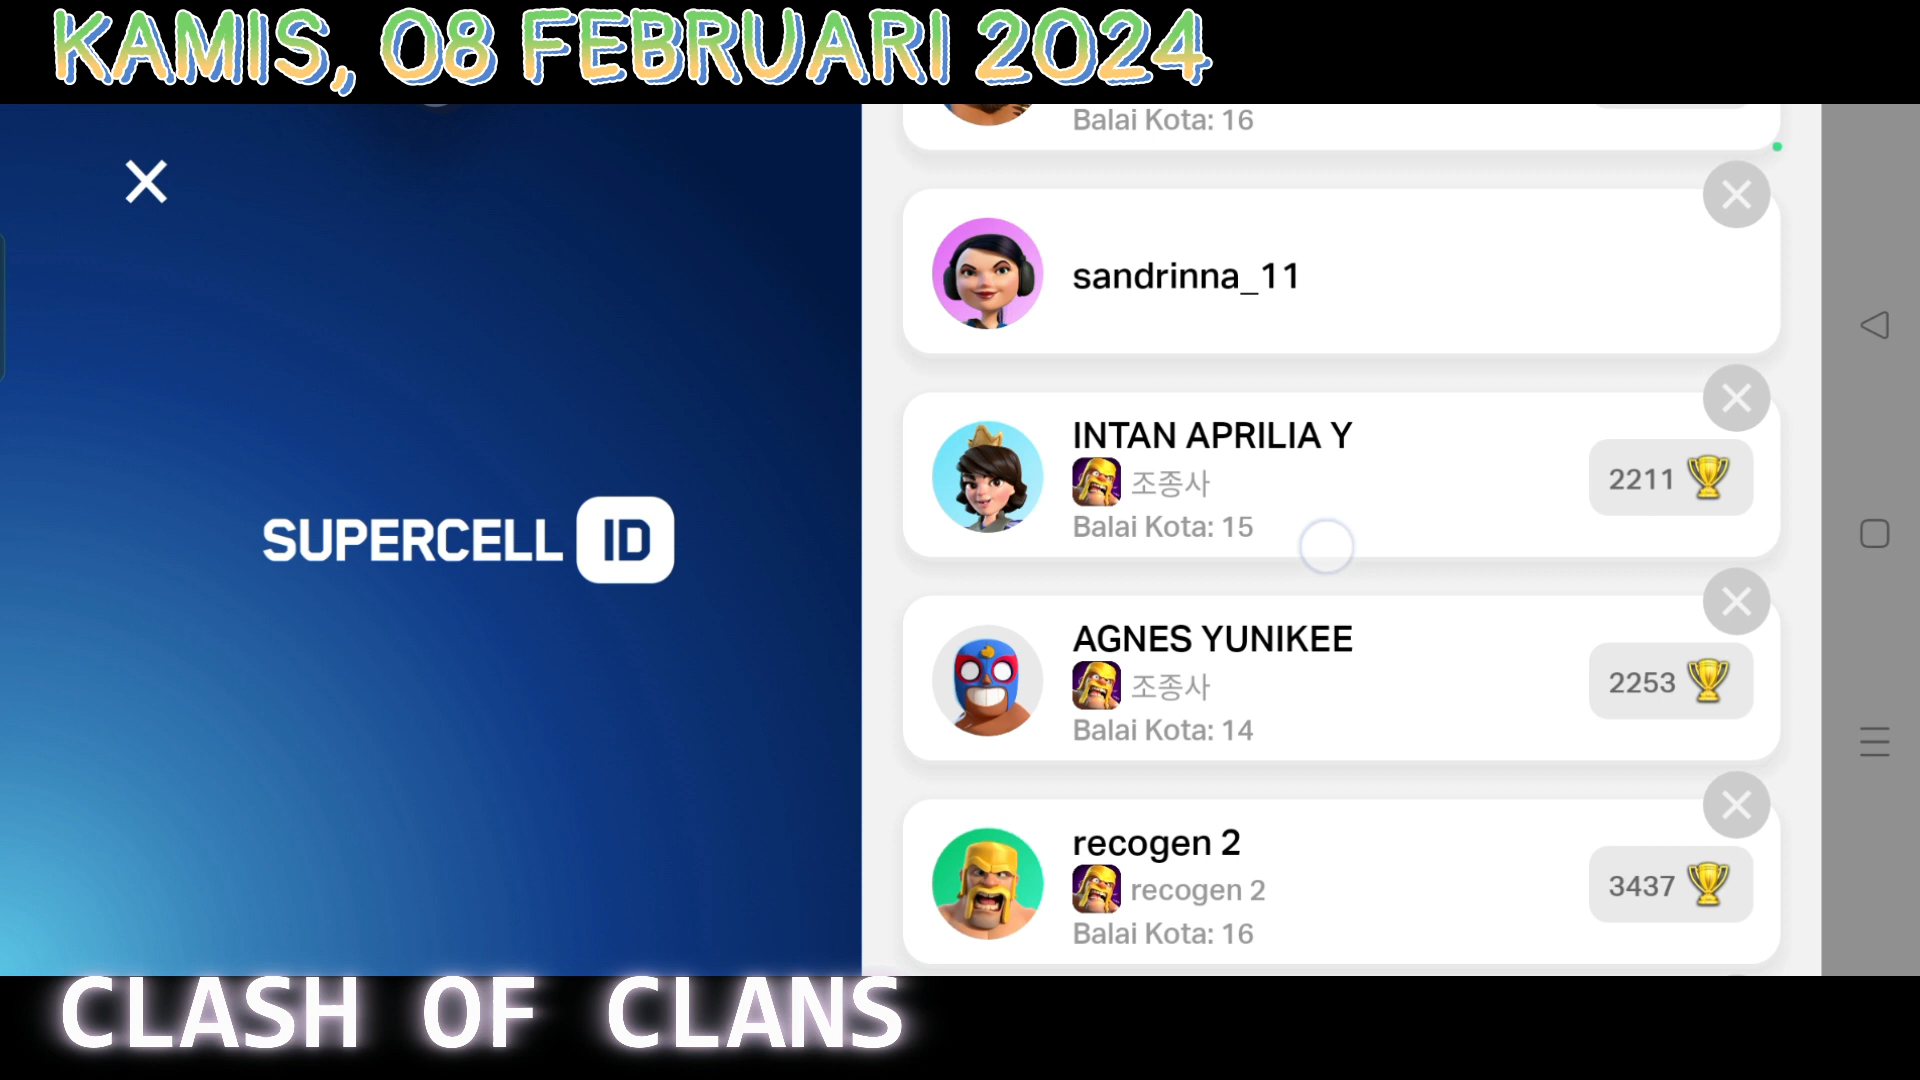 KAMIS, 08 FEBRUARI 2024
SUPERCELL ID
Balai Kota: 16
sandrinna_11
INTAN APRILIA Y
조종사
Balai Kota: 15
2211
AGNES YUNIKEE
조종사
Balai Kota: 14
2253
recogen 2
recogen 2
Balai Kota: 16
3437
CLASH OF CLANS